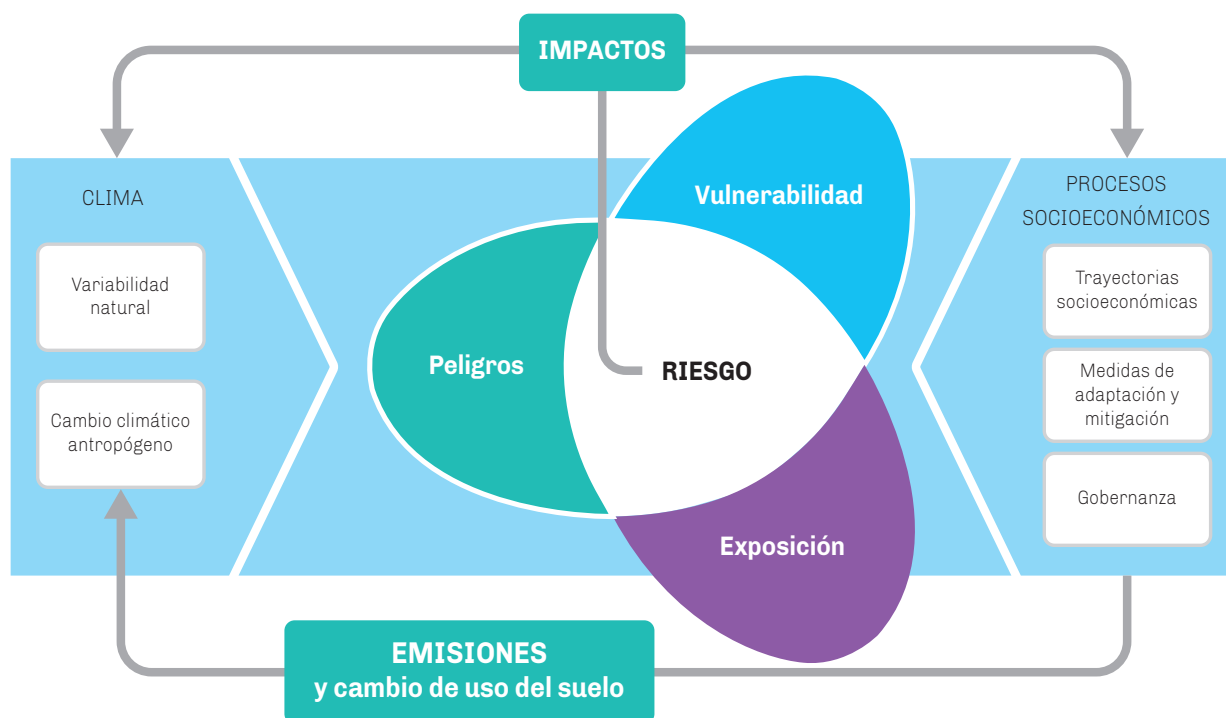 IMPACTOS
CLIMA
Variabilidad
natural
Cambio climático
antropógeno
Vulnerabilidad
Peligros
RIESGO
Exposición
PROCESOS
SOCIOECONÓMICOS
Trayectorias
socioeconómicas
Medidas de
adaptación y
mitigación
Gobernanza
EMISIONES
y cambio de uso del suelo